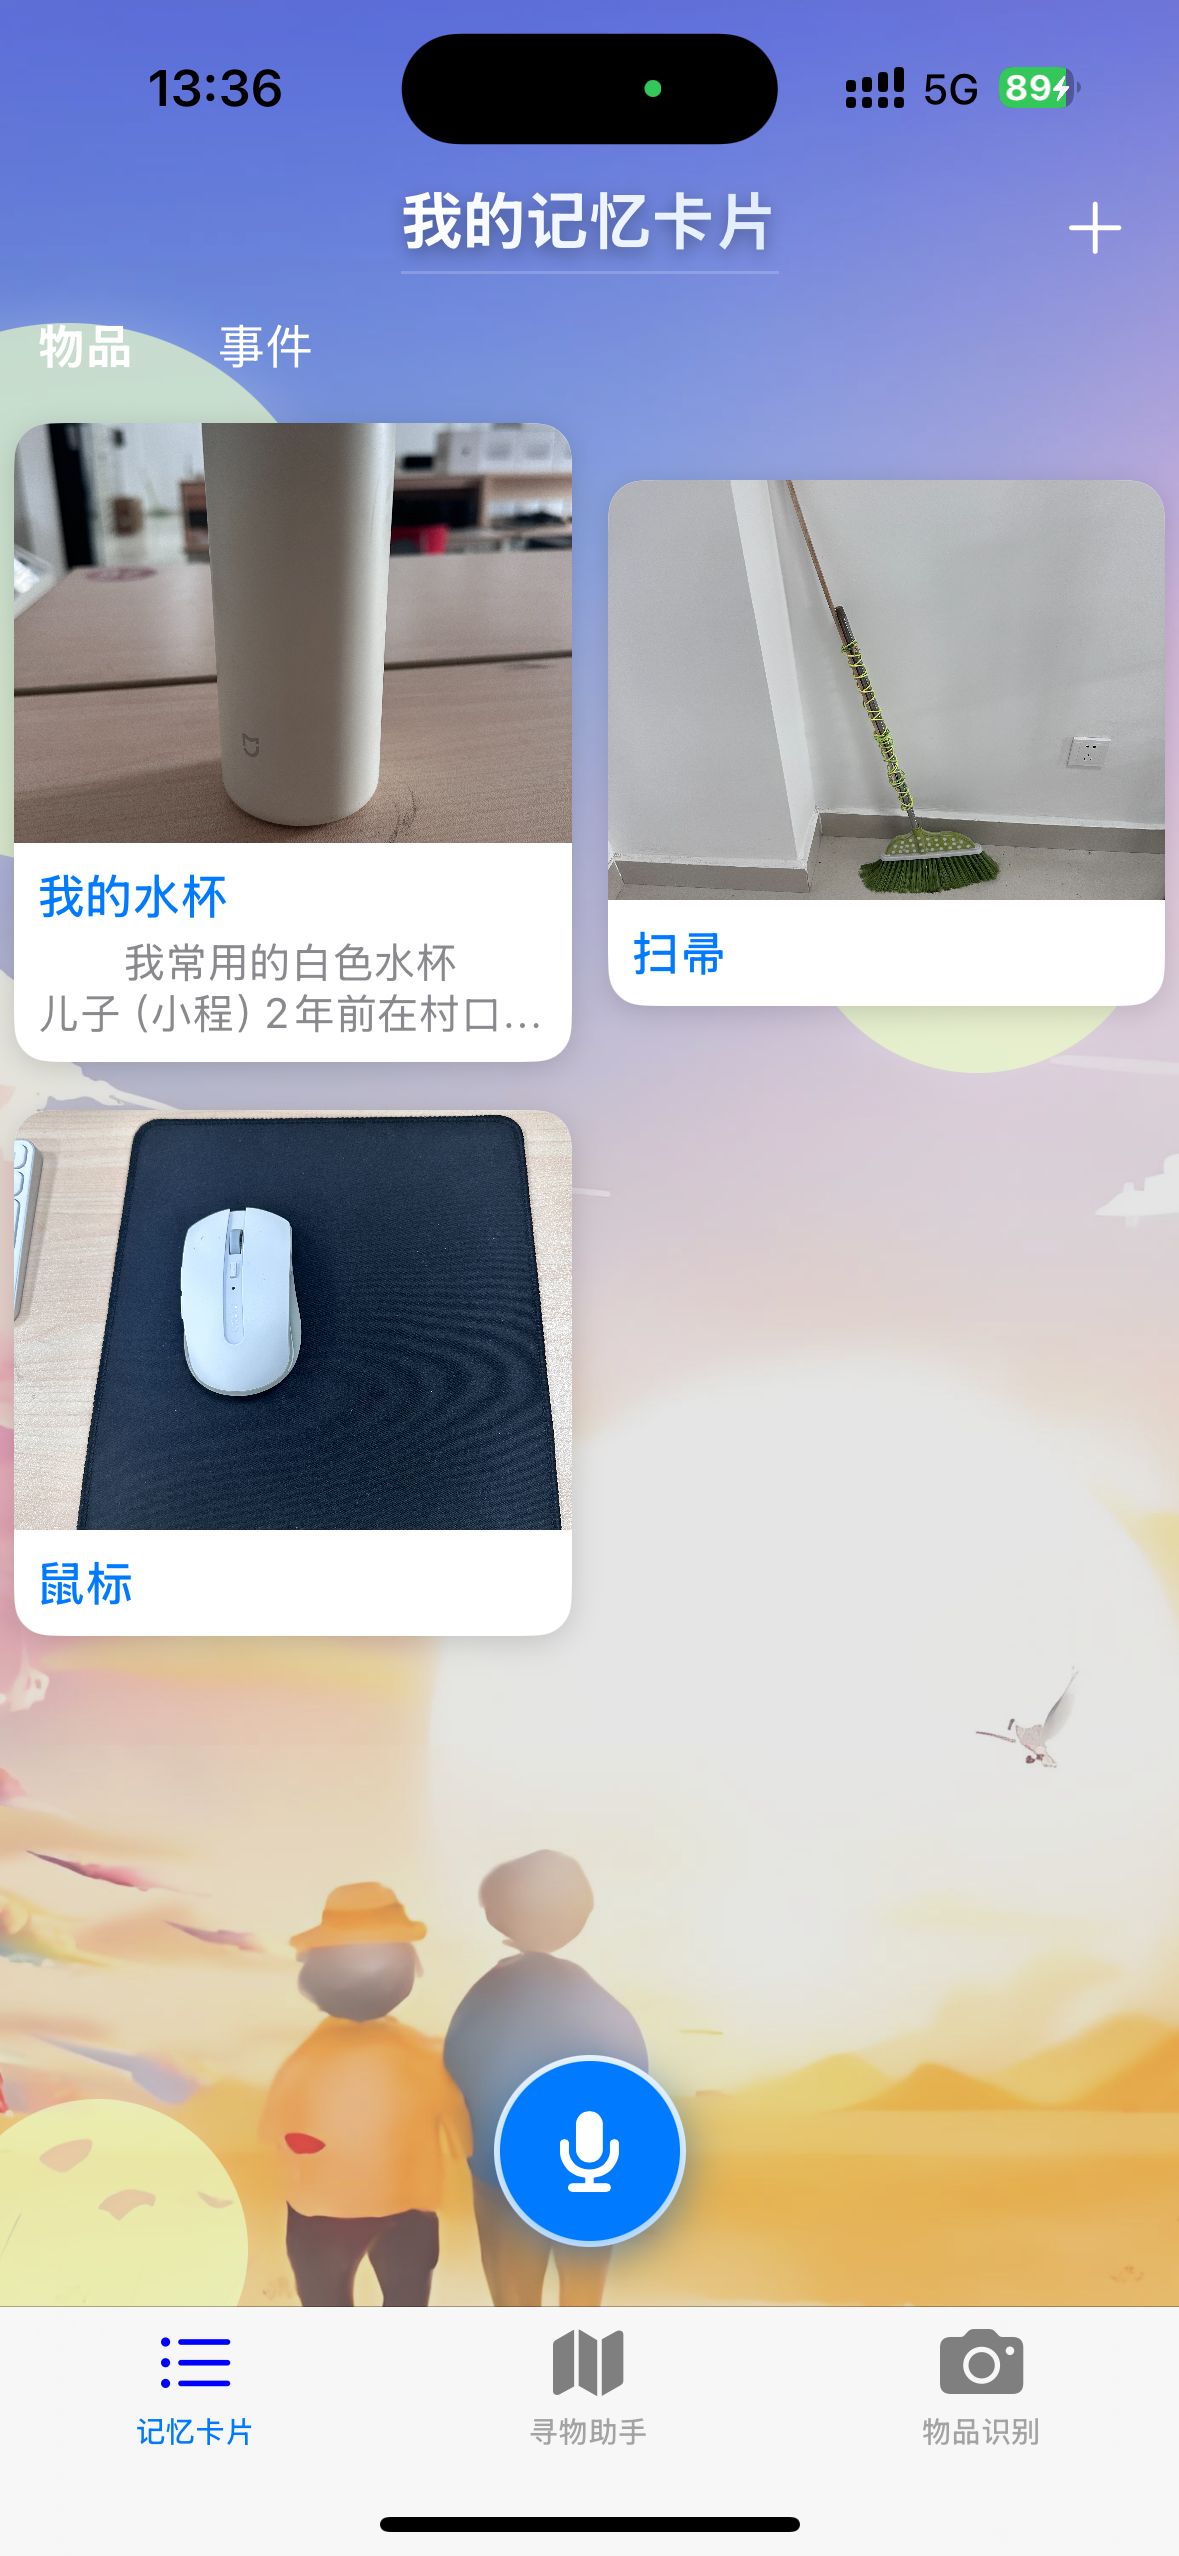 13:36
5G
89
我的记忆卡片
物品
事件
我的水杯
我常用的白色水杯
儿子 (小程) 2年前在村口...
扫帚
鼠标
记忆卡片
寻物助手
物品识别